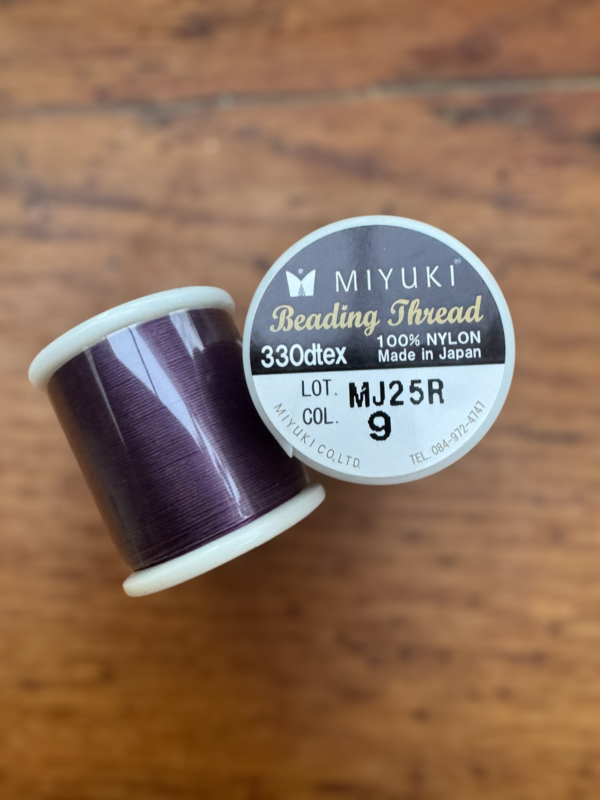 MIYUKI®
Beading Thread
330dtex 100% NYLON
Made in Japan
LOT. MJ25R
COL. 9
MIYUKI CO.,LTD. TEL. 084-972-4747